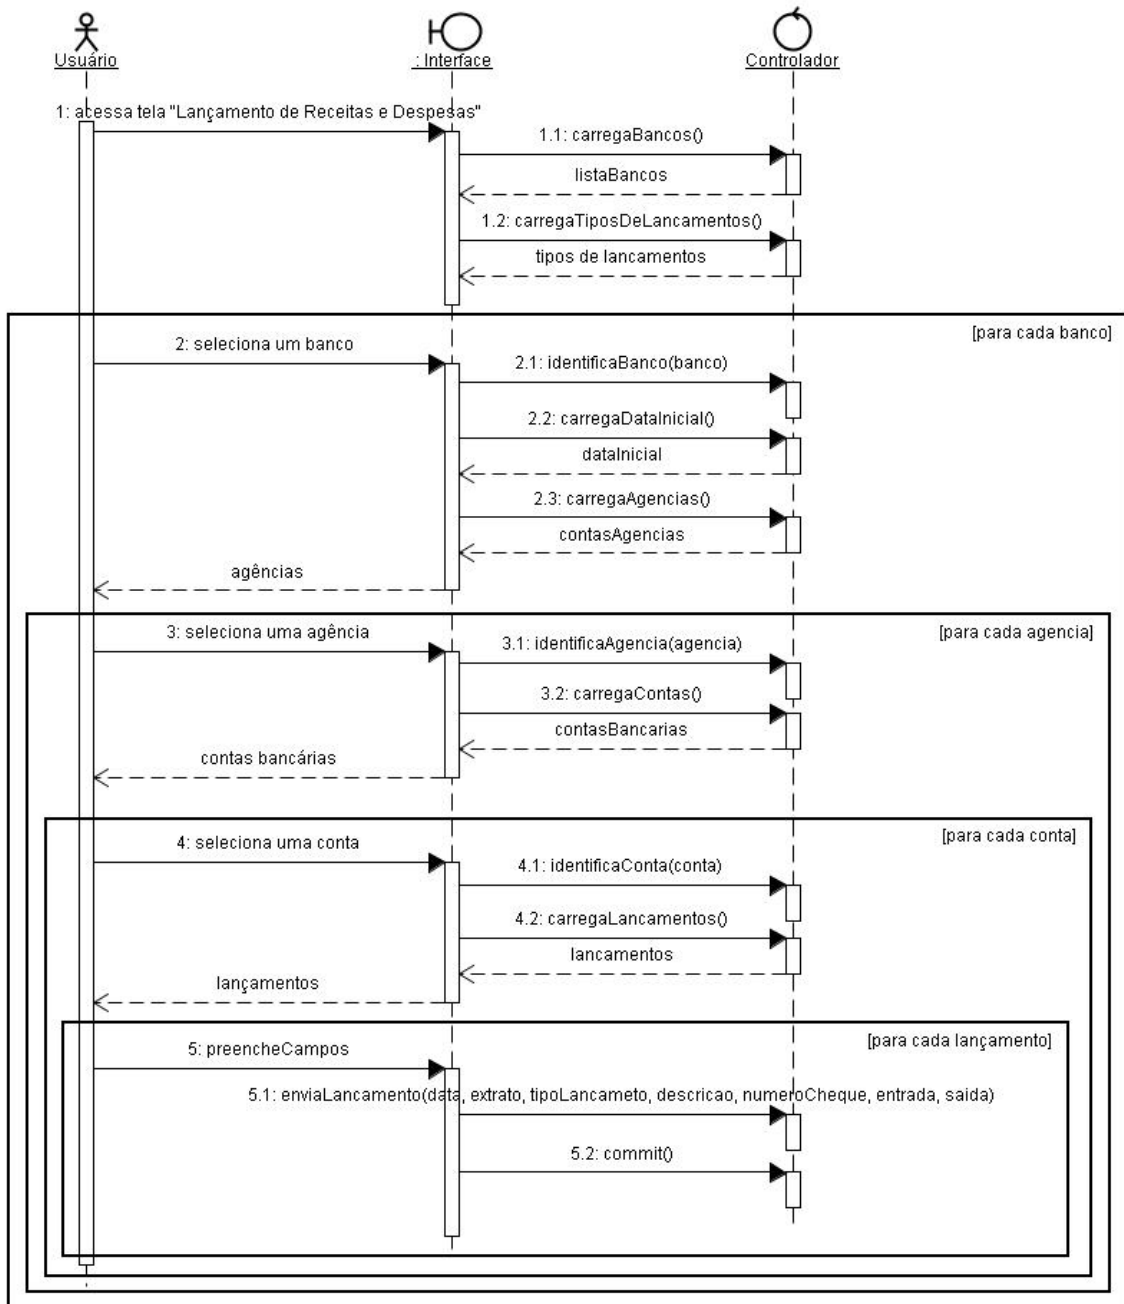 Usuário
: Interface
Controlador
1: acessa tela "Lançamento de Receitas e Despesas"
1.1: carregaBancos()
listaBancos
1.2: carregaTiposDeLancamentos()
tipos de lancamentos
[para cada banco]
2: seleciona um banco
2.1: identificaBanco(banco)
2.2: carregaDataInicial()
dataInicial
2.3: carregaAgencias()
contasAgencias
agências
[para cada agencia]
3: seleciona uma agência
3.1: identificaAgencia(agencia)
3.2: carregaContas()
contasBancarias
contas bancárias
[para cada conta]
4: seleciona uma conta
4.1: identificaConta(conta)
4.2: carregaLancamentos()
lancamentos
lançamentos
[para cada lançamento]
5: preencheCampos
5.1: enviaLancamento(data, extrato, tipoLancameto, descricao, numeroCheque, entrada, saida)
5.2: commit()